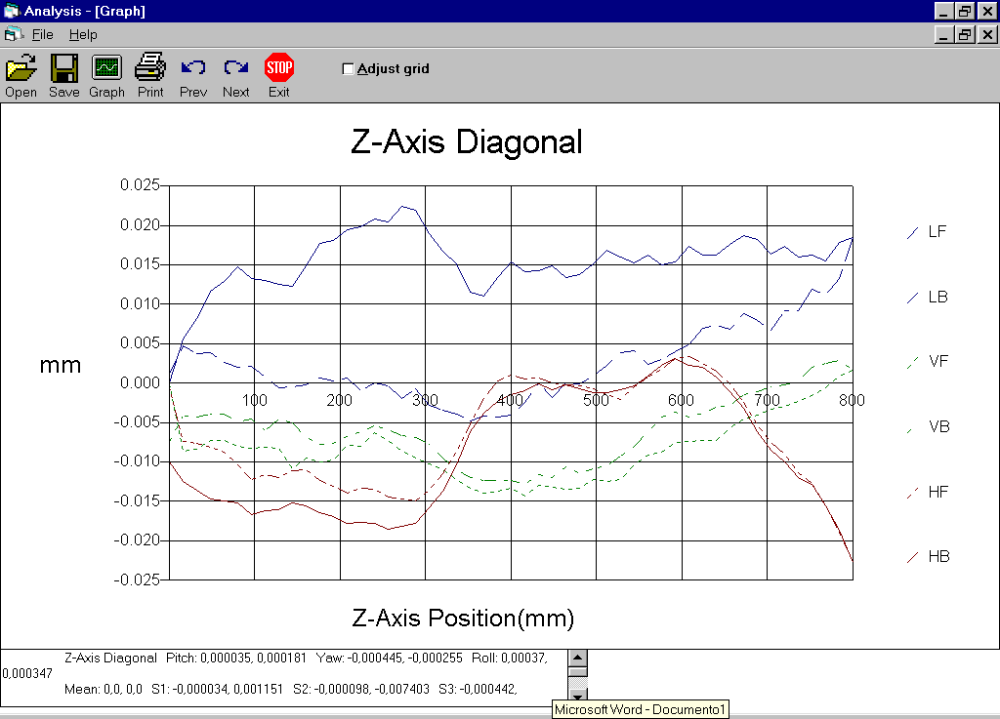 Analysis - [Graph]
File Help
Open Save Graph Print Prev Next STOP Exit
Adjust grid
Z-Axis Diagonal
0.025
0.020
0.015
0.010
0.005
0.000
-0.005
-0.010
-0.015
-0.020
-0.025
mm
100 200 300 400 500 600 700 800
LF
LB
VF
VB
HF
HB
Z-Axis Position(mm)
Z-Axis Diagonal Pitch: 0,000035, 0,000181 Yaw: -0,000445, -0,000255 Roll: 0,00037,
0,000347
Mean: 0,0, 0,0 S1: -0,000034, 0,001151 S2: -0,000098, -0,007403 S3: -0,000442,
Microsoft Word - Documento1